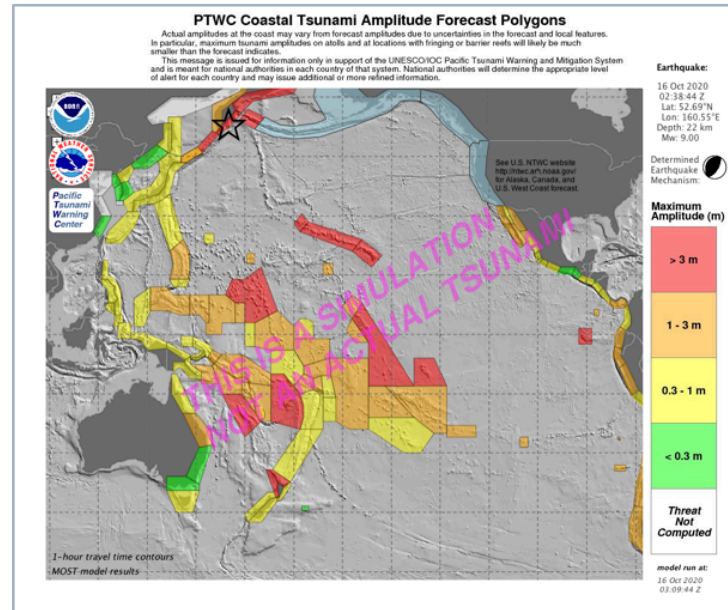 PTWC Coastal Tsunami Amplitude Forecast Polygons
Actual amplitudes at the coast may vary from forecast amplitudes due to uncertainties in the forecast and local features.
In particular, maximum tsunami amplitudes on atolls and at locations with fringing or barrier reefs will likely be much
smaller than the forecast indicates.
This message is issued for information only in support of the UNESCO/IOC Pacific Tsunami Warning and Mitigation System
and is meant for national authorities in each country of that system. National authorities will determine the appropriate level
of alert for each country and may issue additional or more refined information.
Earthquake:
16 Oct 2020
02:38:44 Z
Lat: 52.69°N
Lon: 160.55°E
Depth: 22 km
Mw: 9.00
Determined
Earthquake
Mechanism:
noaa
NATIONAL WEATHER SERVICE
Pacific
Tsunami
Warning
Center
See U.S. NTWC website
for Alaska, Canada, and
U.S. West Coast forecast.
THIS IS A SIMULATION
NOT AN ACTUAL TSUNAMI
Maximum
Amplitude (m)
> 3 m
1 - 3 m
0.3 - 1 m
< 0.3 m
Threat
Not
Computed
1-hour travel time contours
MOST model results
model run at:
16 Oct 2020
03:09:44 Z